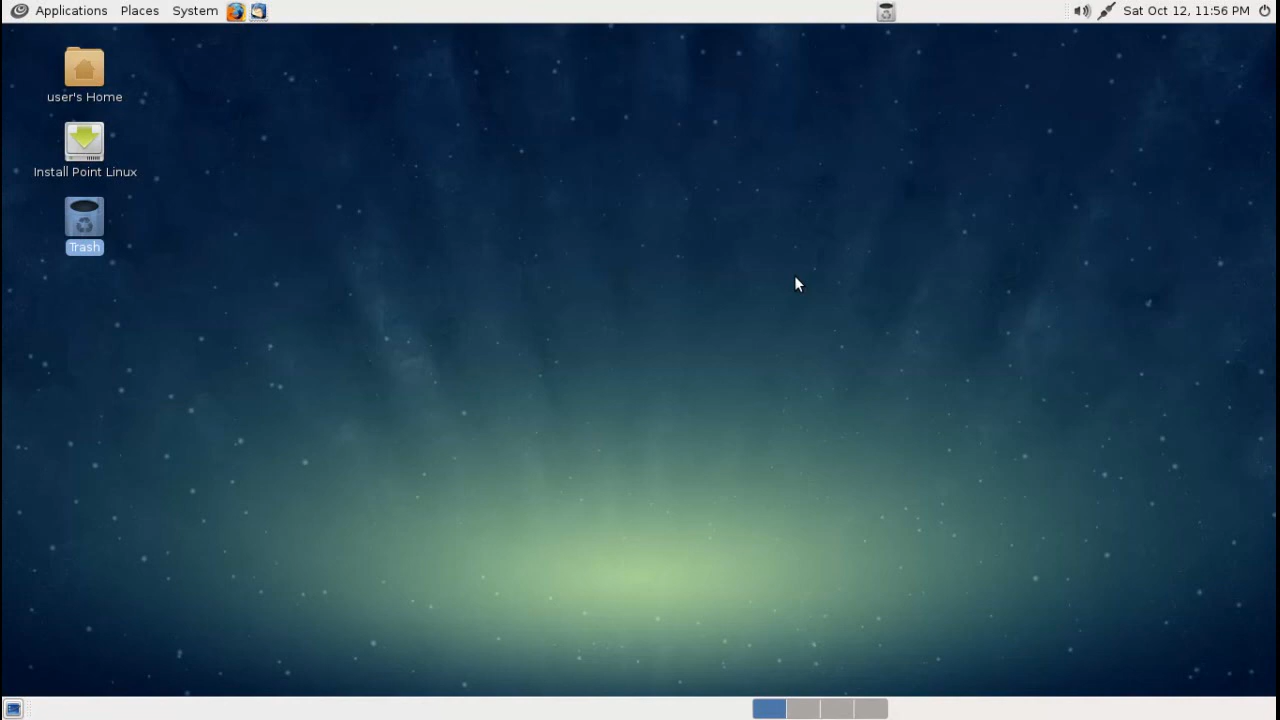 Applications Places System Sat Oct 12, 11:56 PM
user's Home
Install Point Linux
Trash